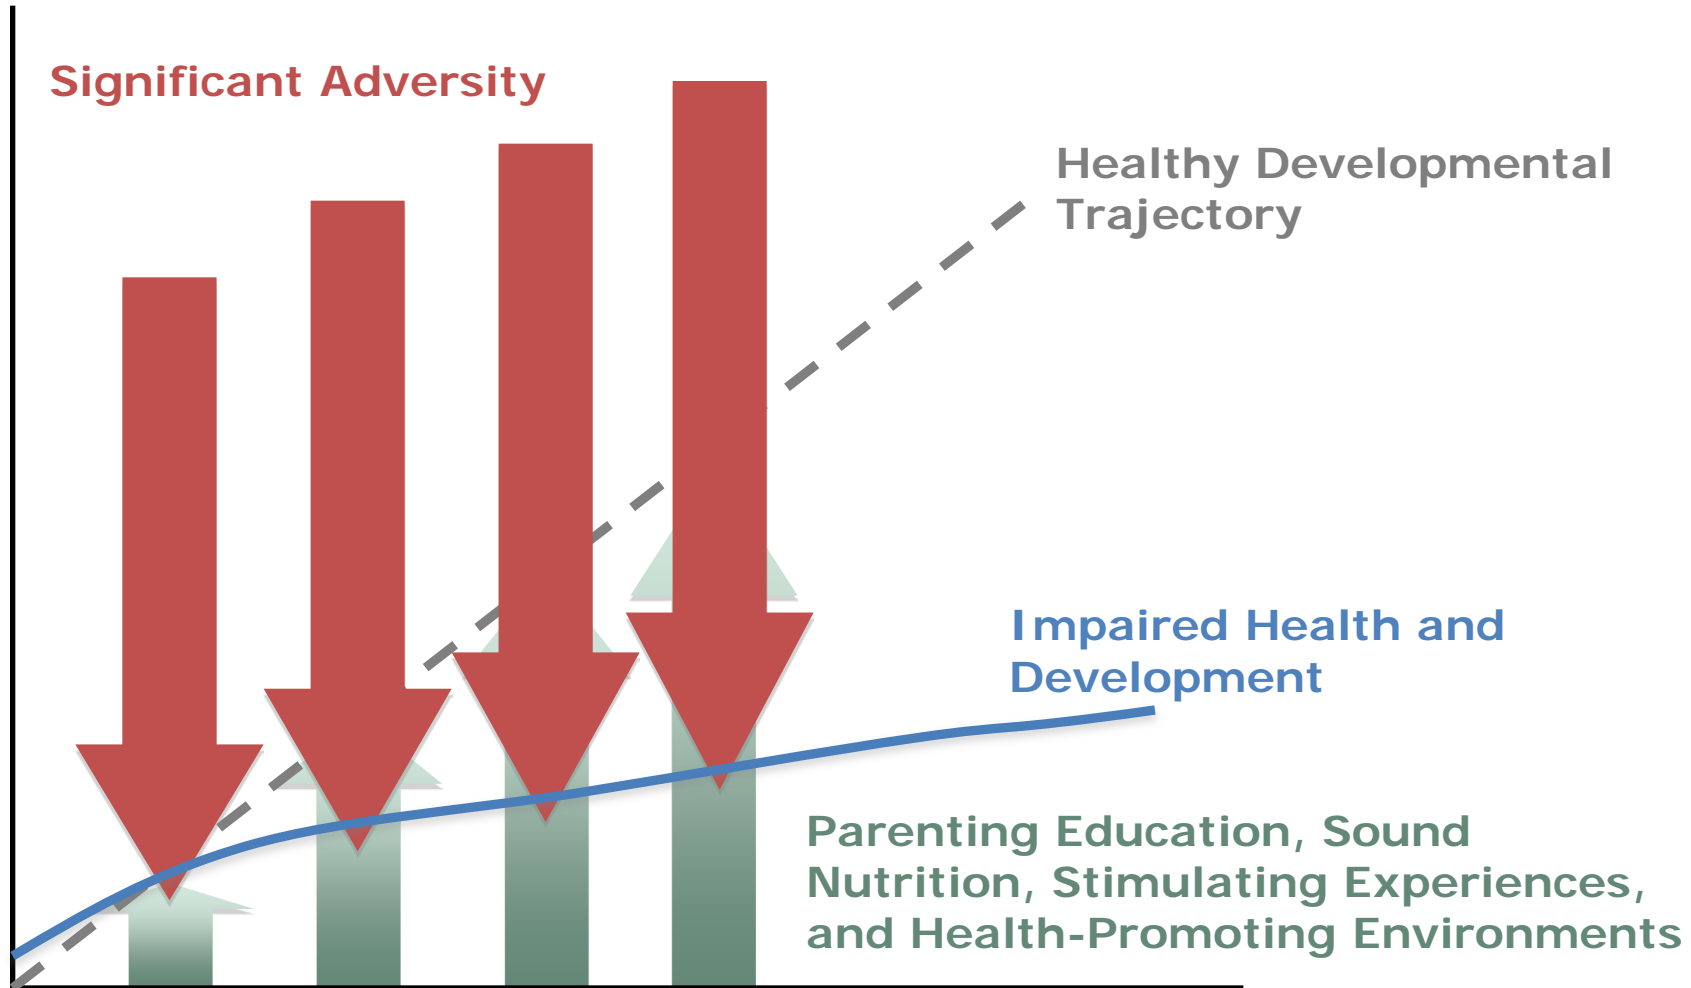 Significant Adversity
Healthy Developmental
Trajectory
Impaired Health and
Development
Parenting Education, Sound
Nutrition, Stimulating Experiences,
and Health-Promoting Environments